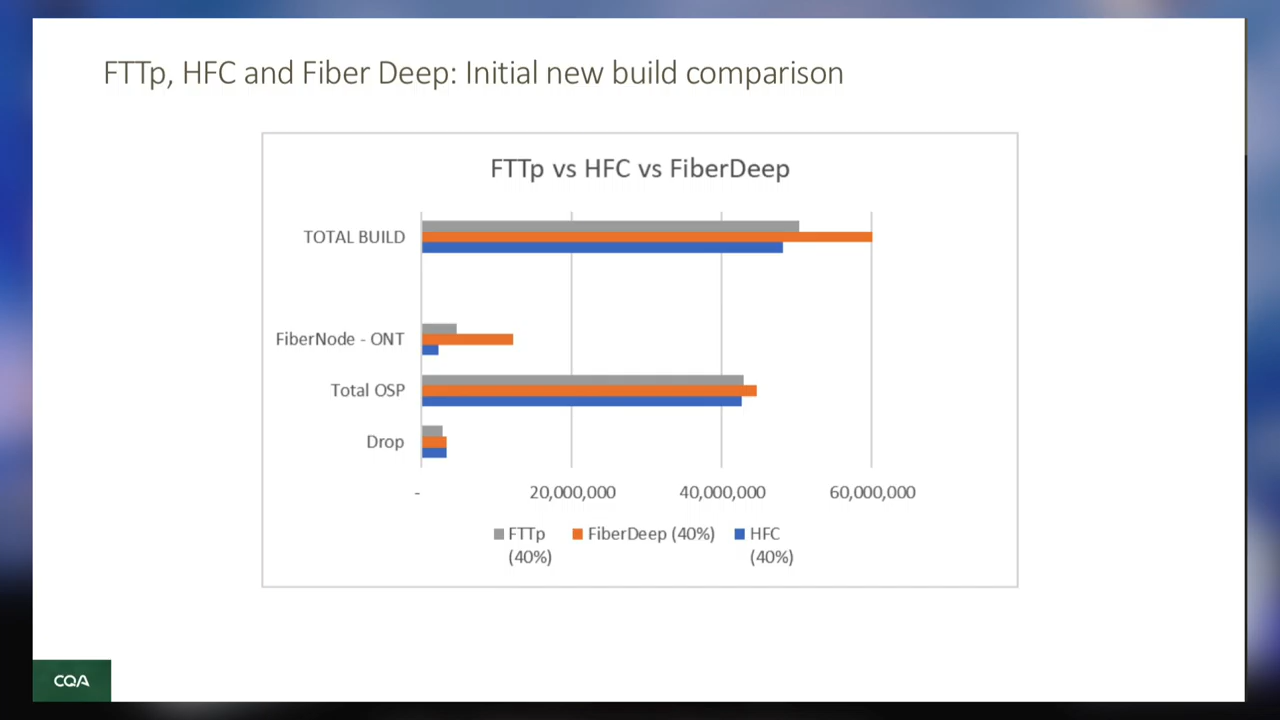 FTTp, HFC and Fiber Deep: Initial new build comparison
FTTp vs HFC vs FiberDeep
TOTAL BUILD
FiberNode - ONT
Total OSP
Drop
- 20,000,000 40,000,000 60,000,000
FTTp (40%)
FiberDeep (40%)
HFC (40%)
CQA